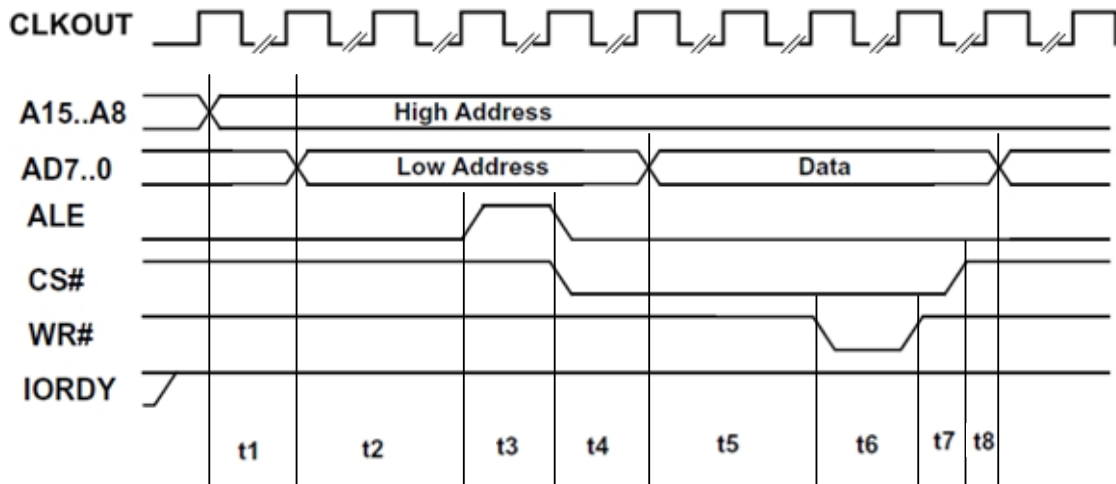 CLKOUT
A15..A8 High Address
AD7..0 Low Address Data
ALE
CS#
WR#
IORDY
t1 t2 t3 t4 t5 t6 t7 t8